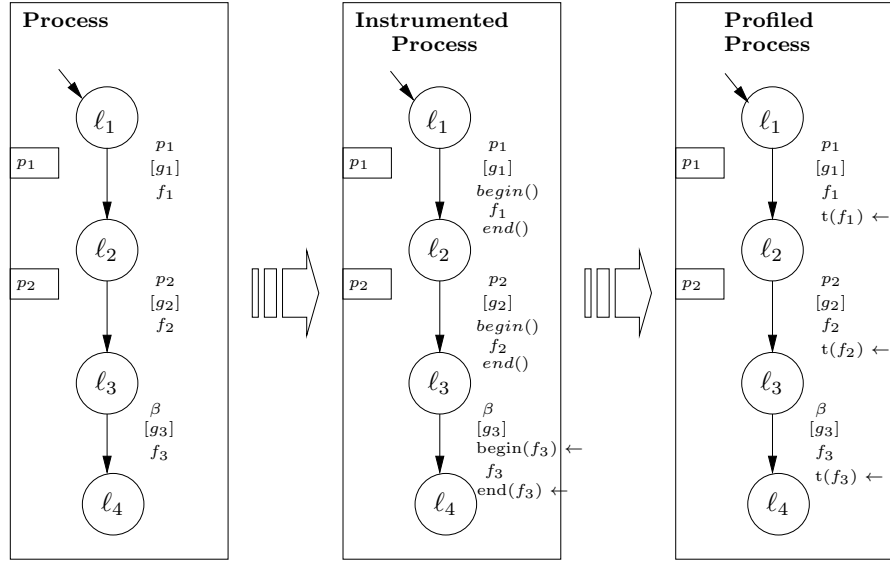 Process
ℓ1
p1
p1
[g1]
f1
ℓ2
p2
p2
[g2]
f2
ℓ3
β
[g3]
f3
ℓ4
Instrumented
Process
ℓ1
p1
p1
[g1]
begin()
f1
end()
ℓ2
p2
p2
[g2]
begin()
f2
end()
ℓ3
β
[g3]
begin(f3) ←
f3
end(f3) ←
ℓ4
Profiled
Process
ℓ1
p1
p1
[g1]
f1
t(f1) ←
ℓ2
p2
p2
[g2]
f2
t(f2) ←
ℓ3
β
[g3]
f3
t(f3) ←
ℓ4